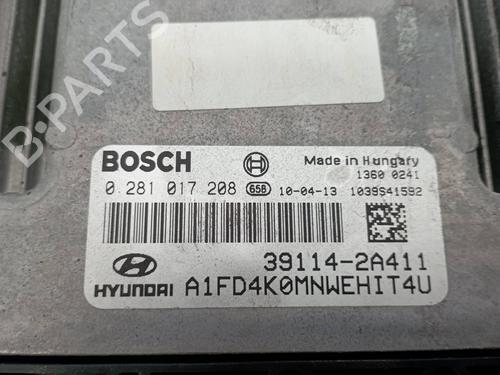 B-PARTS
BOSCH
Made in Hungary
1360 0241
0 281 017 208 658 10-04-13 1039S41592
39114-2A411
HYUNDAI A1FD4K0MNWEHIT4U